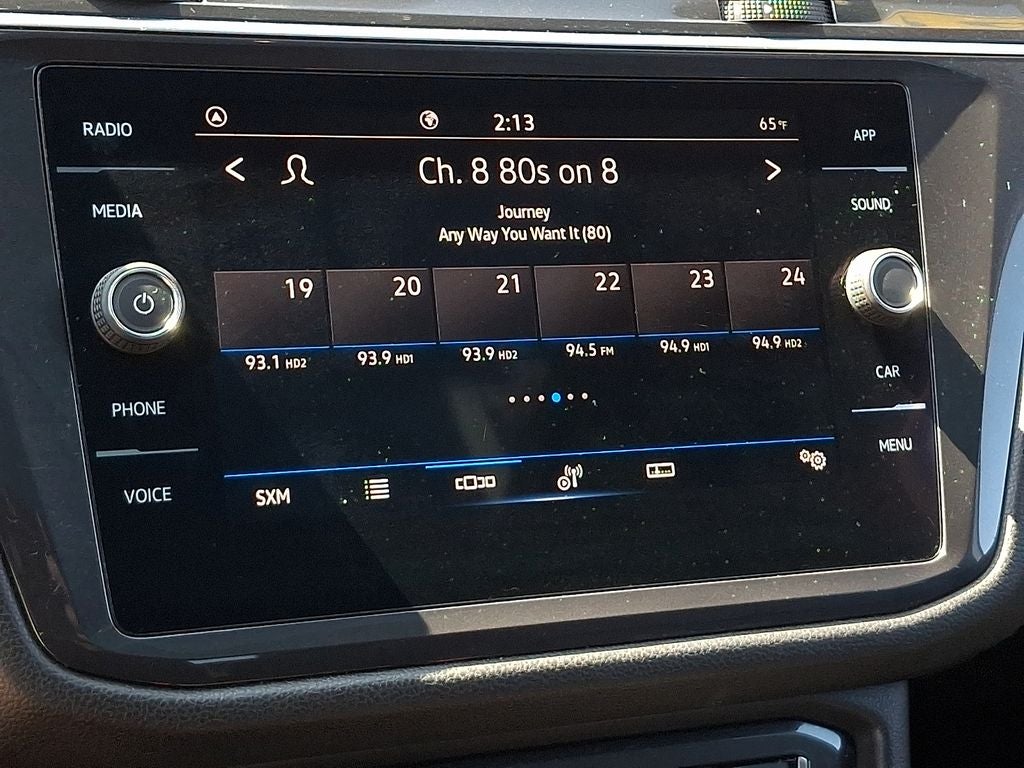 RADIO
MEDIA
PHONE
VOICE
2:13
65°F
Ch. 8 80s on 8
Journey
Any Way You Want It (80)
19 20 21 22 23 24
93.1 HD2 93.9 HD1 93.9 HD2 94.5 FM 94.9 HD1 94.9 HD2
SXM
APP
SOUND
CAR
MENU